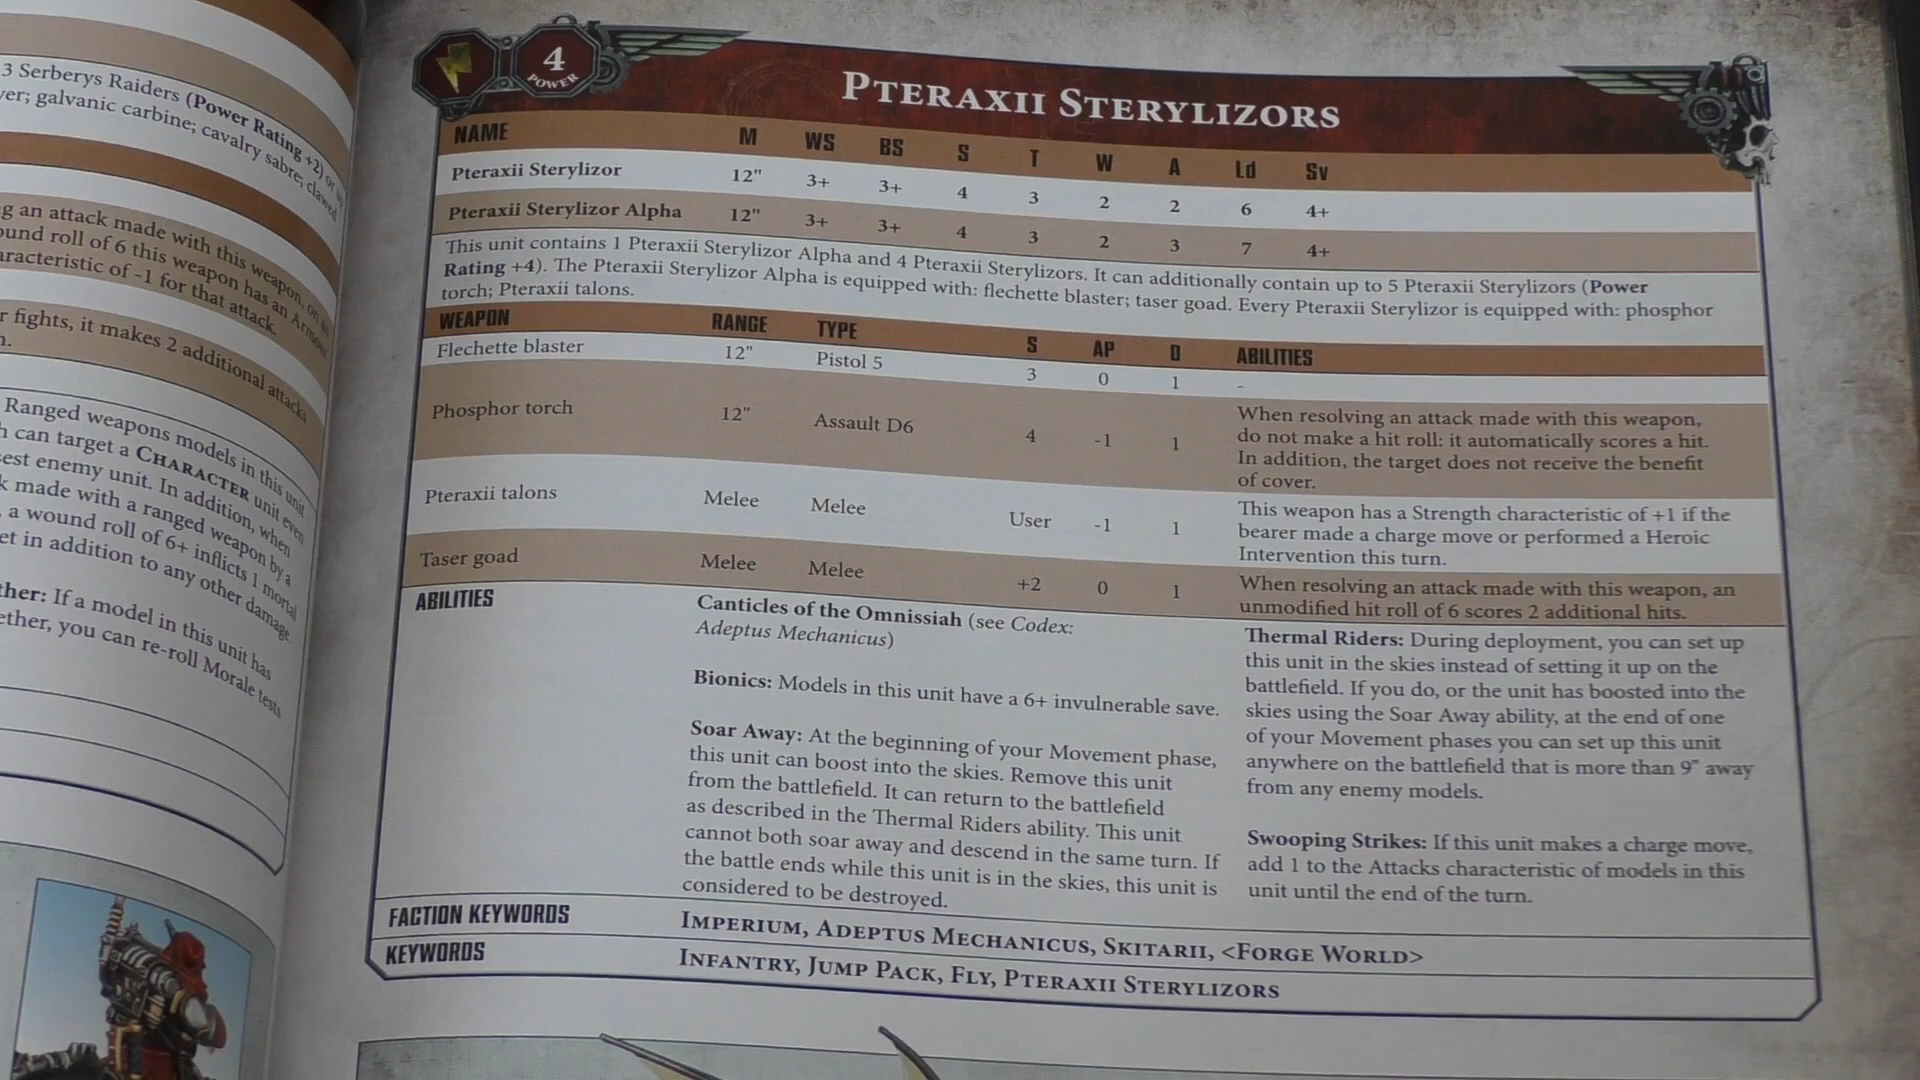 3 Serberys Raiders (Power Rating +2) or
galvanic carbine; cavalry sabre; clawed
g an attack made with this weapon, on
ound roll of 6 this weapon has an Armour
aracteristic of -1 for that attack.
r fights, it makes 2 additional attacks
Ranged weapons models in this unit
can target a CHARACTER unit even
est enemy unit. In addition, when
k made with a ranged weapon by a
, a wound roll of 6+ inflicts 1 mortal
et in addition to any other damage.
ther: If a model in this unit has
ether, you can re-roll Morale tests
4
POWER
PTERAXII STERYLIZORS
NAME M WS BS S T W A Ld Sv
Pteraxii Sterylizor 12" 3+ 3+ 4 3 2 2 6 4+
Pteraxii Sterylizor Alpha 12" 3+ 3+ 4 3 2 3 7 4+
This unit contains 1 Pteraxii Sterylizor Alpha and 4 Pteraxii Sterylizors. It can additionally contain up to 5 Pteraxii Sterylizors (Power
Rating +4). The Pteraxii Sterylizor Alpha is equipped with: flechette blaster; taser goad. Every Pteraxii Sterylizor is equipped with: phosphor
torch; Pteraxii talons.
WEAPON RANGE TYPE S AP D ABILITIES
Flechette blaster 12" Pistol 5 3 0 1 -
Phosphor torch 12" Assault D6 4 -1 1 When resolving an attack made with this weapon,
do not make a hit roll: it automatically scores a hit.
In addition, the target does not receive the benefit
of cover.
Pteraxii talons Melee Melee User -1 1 This weapon has a Strength characteristic of +1 if the
bearer made a charge move or performed a Heroic
Intervention this turn.
Taser goad Melee Melee +2 0 1 When resolving an attack made with this weapon, an
unmodified hit roll of 6 scores 2 additional hits.
ABILITIES
Canticles of the Omnissiah (see Codex:
Adeptus Mechanicus)
Bionics: Models in this unit have a 6+ invulnerable save.
Soar Away: At the beginning of your Movement phase,
this unit can boost into the skies. Remove this unit
from the battlefield. It can return to the battlefield
as described in the Thermal Riders ability. This unit
cannot both soar away and descend in the same turn. If
the battle ends while this unit is in the skies, this unit is
considered to be destroyed.
Thermal Riders: During deployment, you can set up
this unit in the skies instead of setting it up on the
battlefield. If you do, or the unit has boosted into the
skies using the Soar Away ability, at the end of one
of your Movement phases you can set up this unit
anywhere on the battlefield that is more than 9" away
from any enemy models.
Swooping Strikes: If this unit makes a charge move,
add 1 to the Attacks characteristic of models in this
unit until the end of the turn.
FACTION KEYWORDS IMPERIUM, ADEPTUS MECHANICUS, SKITARII, <FORGE WORLD>
KEYWORDS INFANTRY, JUMP PACK, FLY, PTERAXII STERYLIZORS